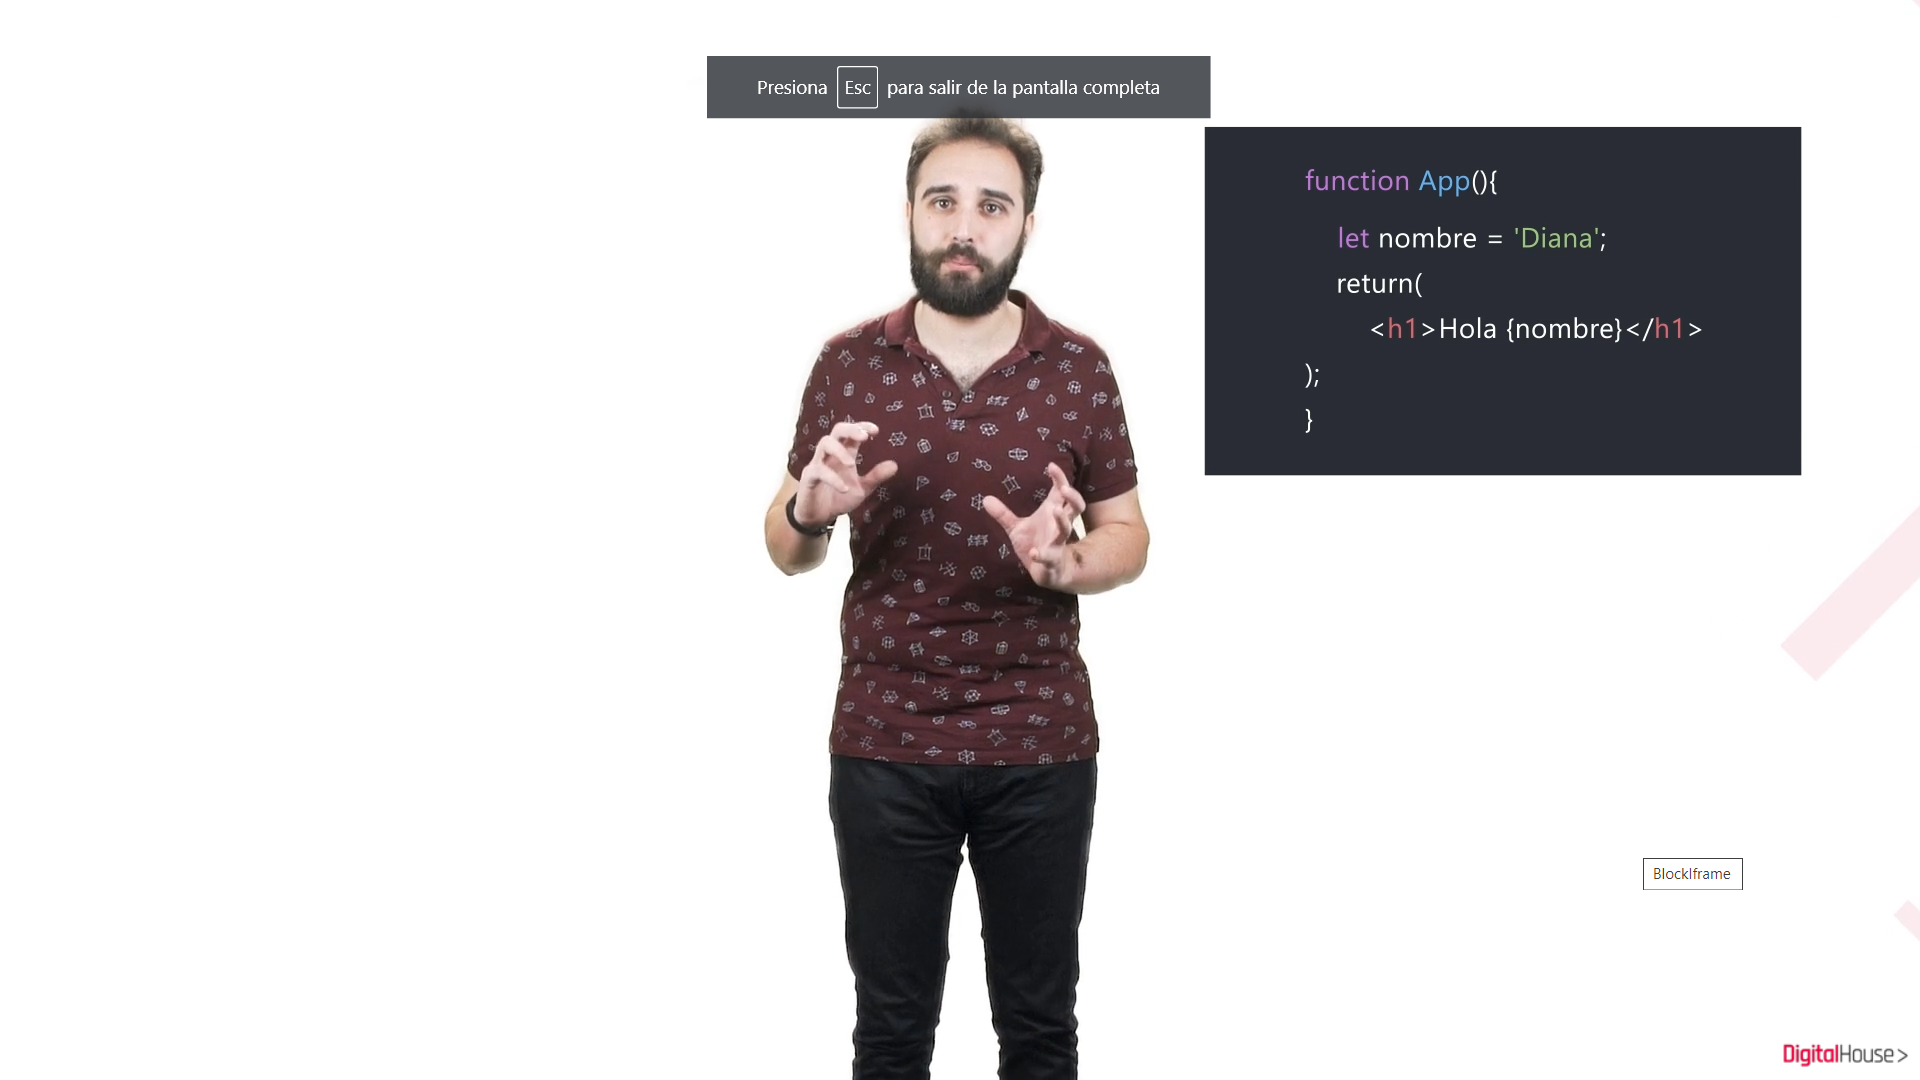 Presiona Esc para salir de la pantalla completa
function App(){
let nombre = 'Diana';
return(
<h1>Hola {nombre}</h1>
);
}
BlockIframe
DigitalHouse>